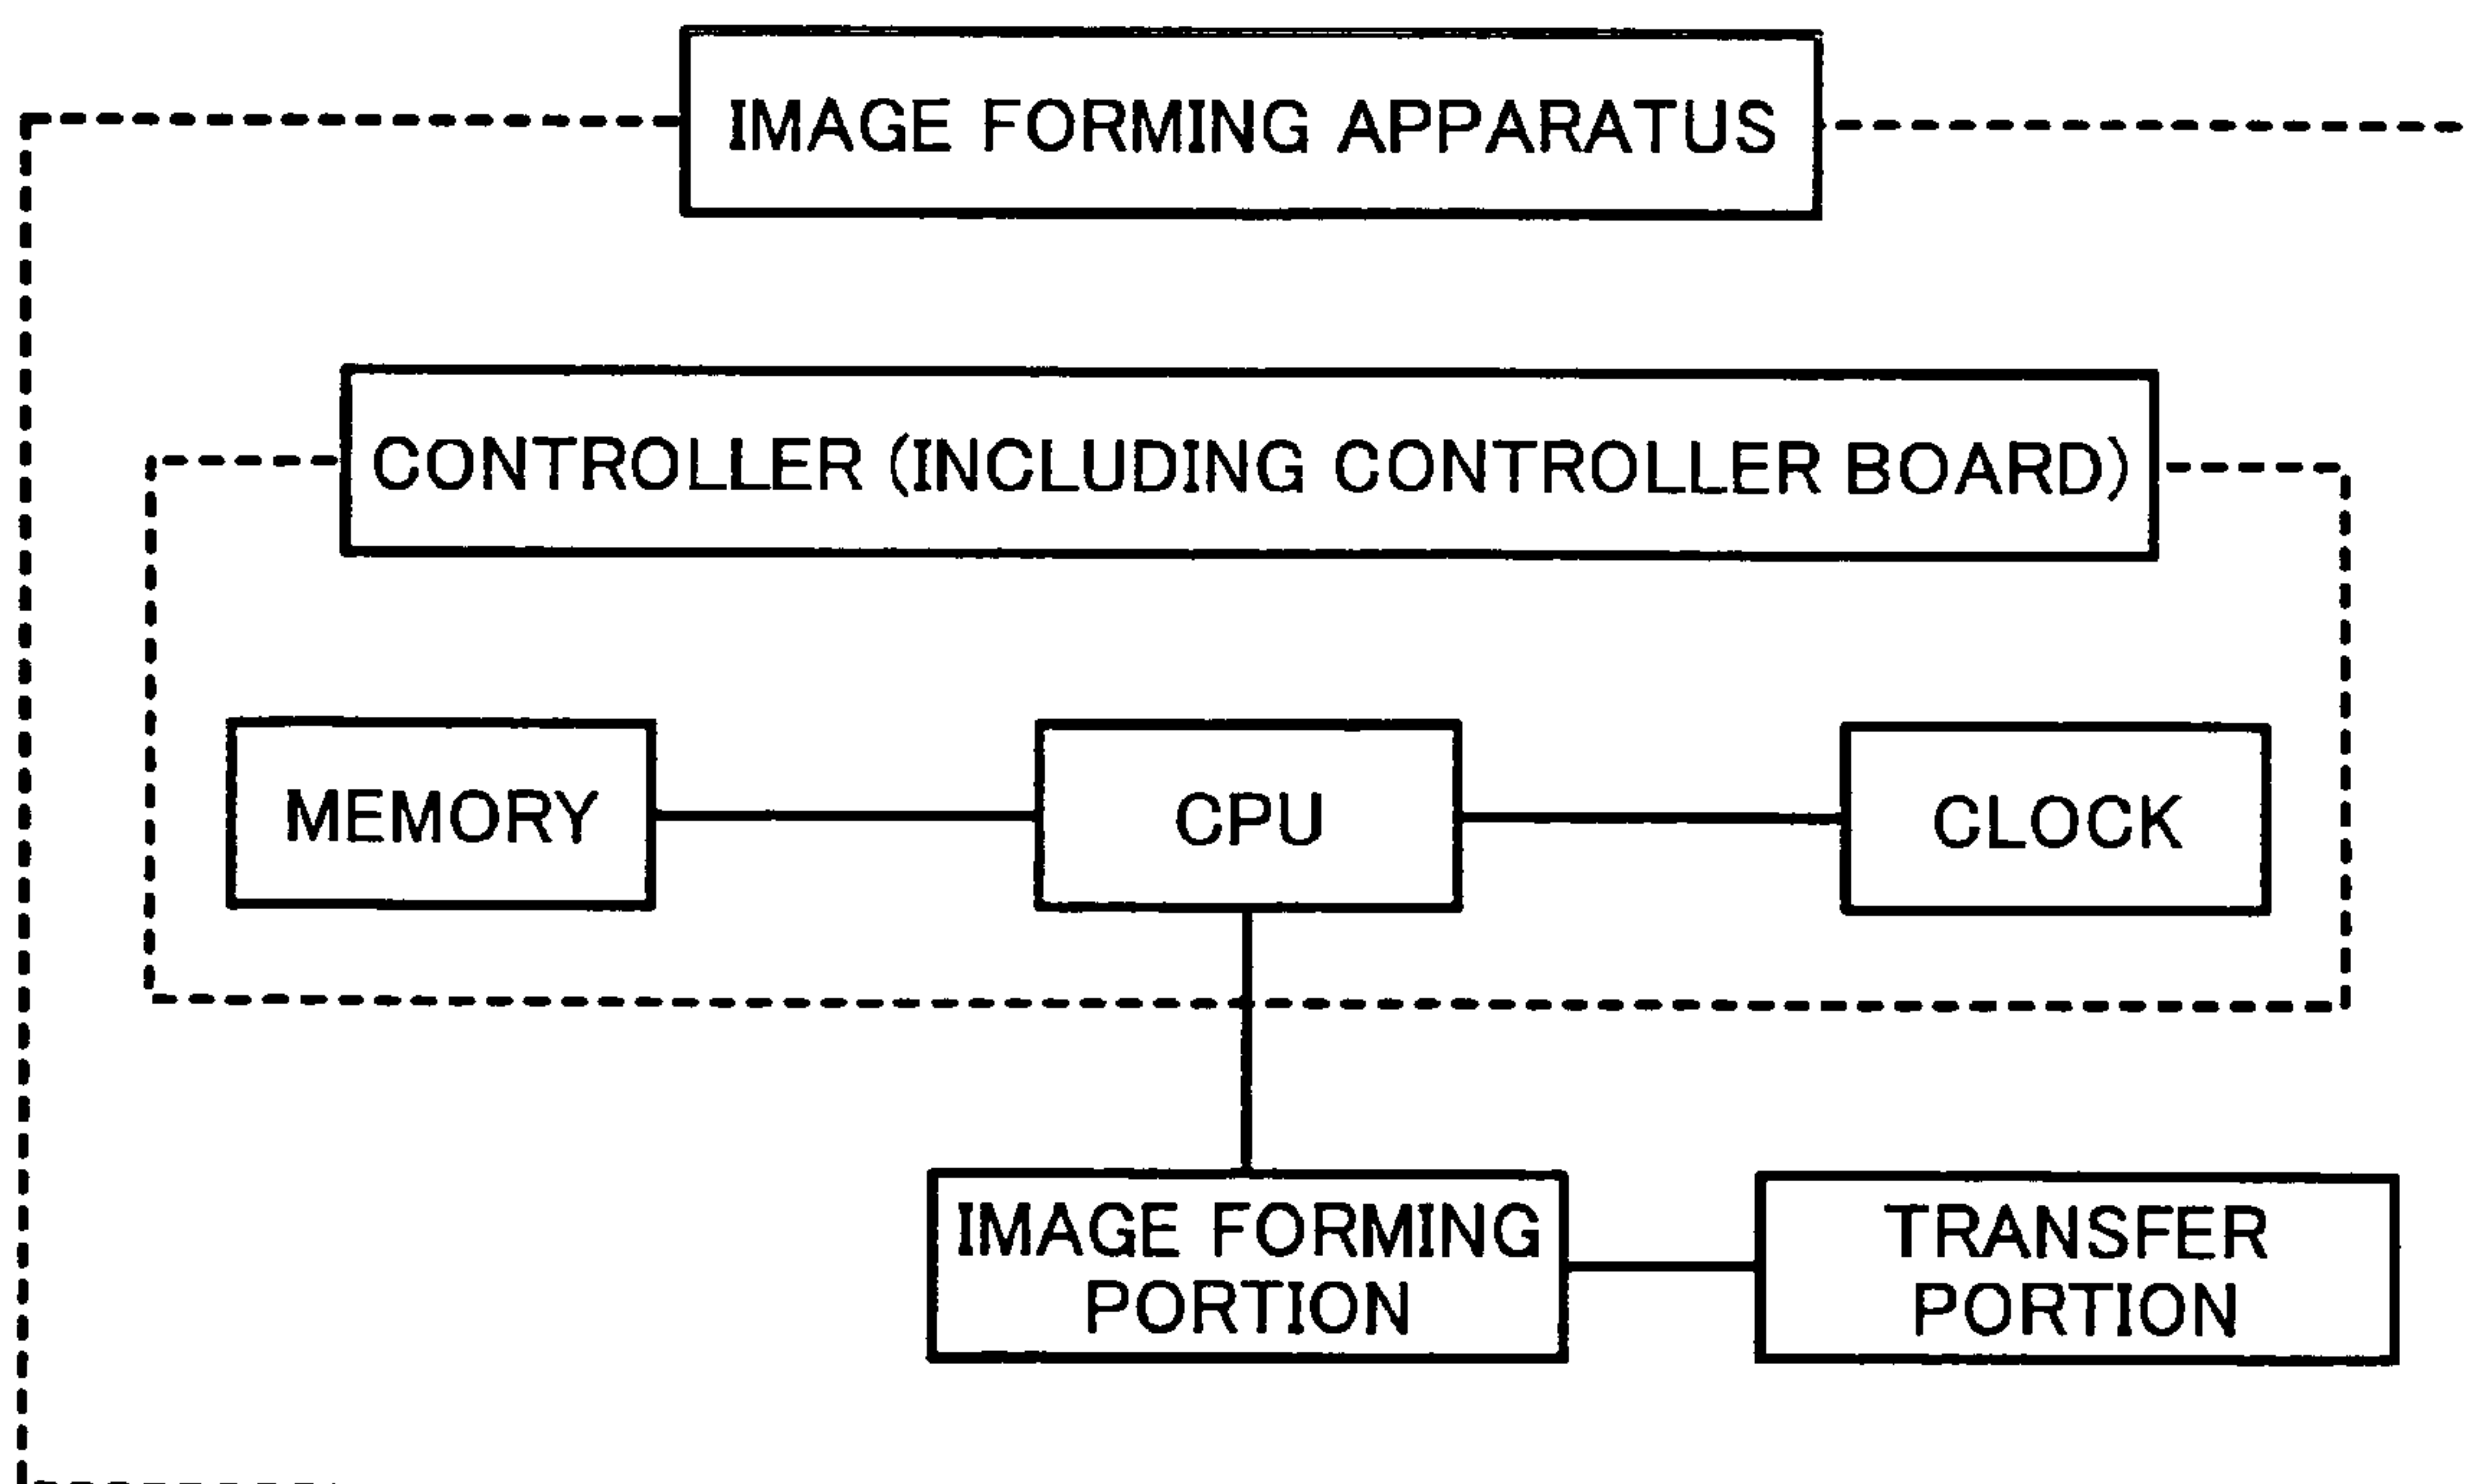 IMAGE FORMING APPARATUS
CONTROLLER (INCLUDING CONTROLLER BOARD)
MEMORY
CPU
CLOCK
IMAGE FORMING
PORTION
TRANSFER
PORTION